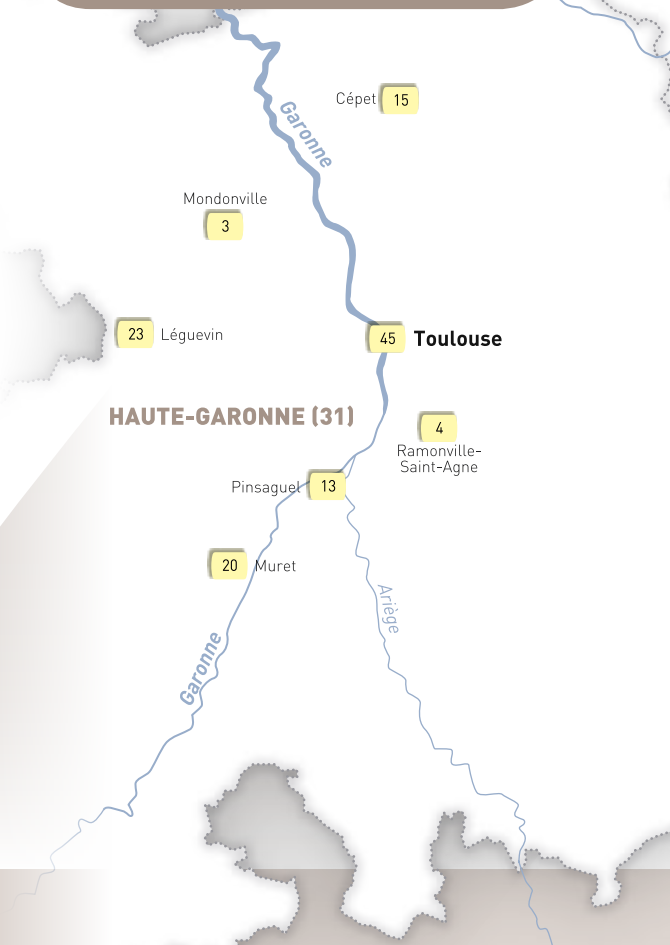 Cépet 15
Garonne
Mondonville
3
23 Léguevin
45 Toulouse
HAUTE-GARONNE (31)
4
Ramonville-
Saint-Agne
Pinsaguel 13
20 Muret
Ariège
Garonne